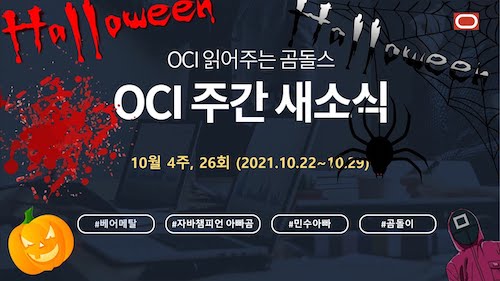 Halloween
Halloween
OCI 읽어주는 곰돌스
OCI 주간 새소식
10월 4주, 26회 (2021.10.22~10.29)
#베어메탈
#자바챔피언 아빠곰
#민수아빠
#곰돌이